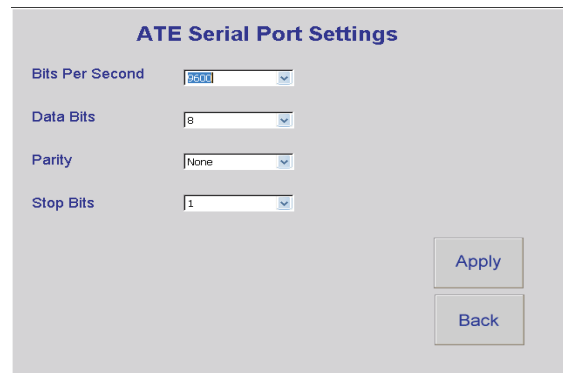 ATE Serial Port Settings
Bits Per Second 9600
Data Bits 8
Parity None
Stop Bits 1
Apply
Back